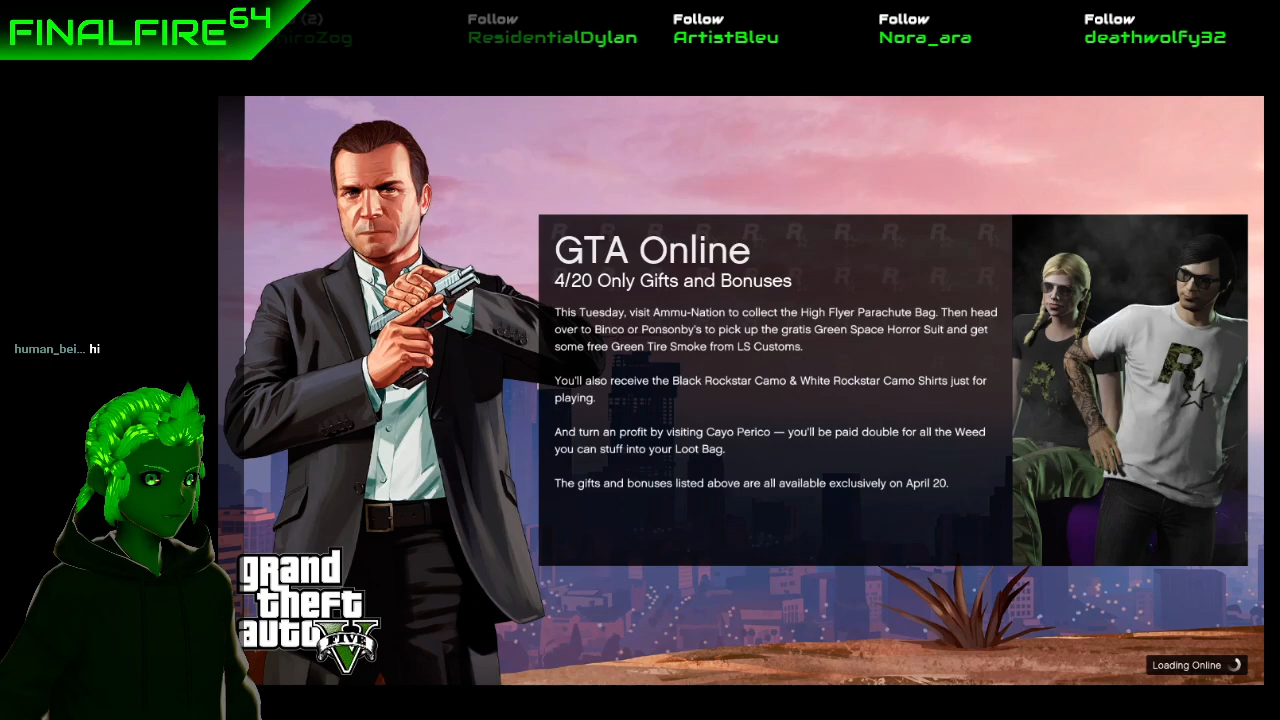 FINALFIRE64
(2)
Follow
ResidentialDylan
Follow
ArtistBleu
Follow
Nora_ara
Follow
deathwolfy32
GTA Online
4/20 Only Gifts and Bonuses
This Tuesday, visit Ammu-Nation to collect the High Flyer Parachute Bag. Then head
over to Binco or Ponsonby's to pick up the gratis Green Space Horror Suit and get
some free Green Tire Smoke from LS Customs.
You'll also receive the Black Rockstar Camo & White Rockstar Camo Shirts just for
playing.
And turn an profit by visiting Cayo Perico — you'll be paid double for all the Weed
you can stuff into your Loot Bag.
The gifts and bonuses listed above are all available exclusively on April 20.
human_bei... hi
grand
theft
auto
FIVE
Loading Online